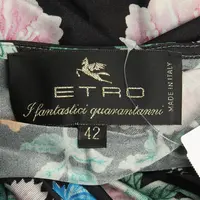 ETRO
I fantastici quarantanni
MADE IN ITALY
42